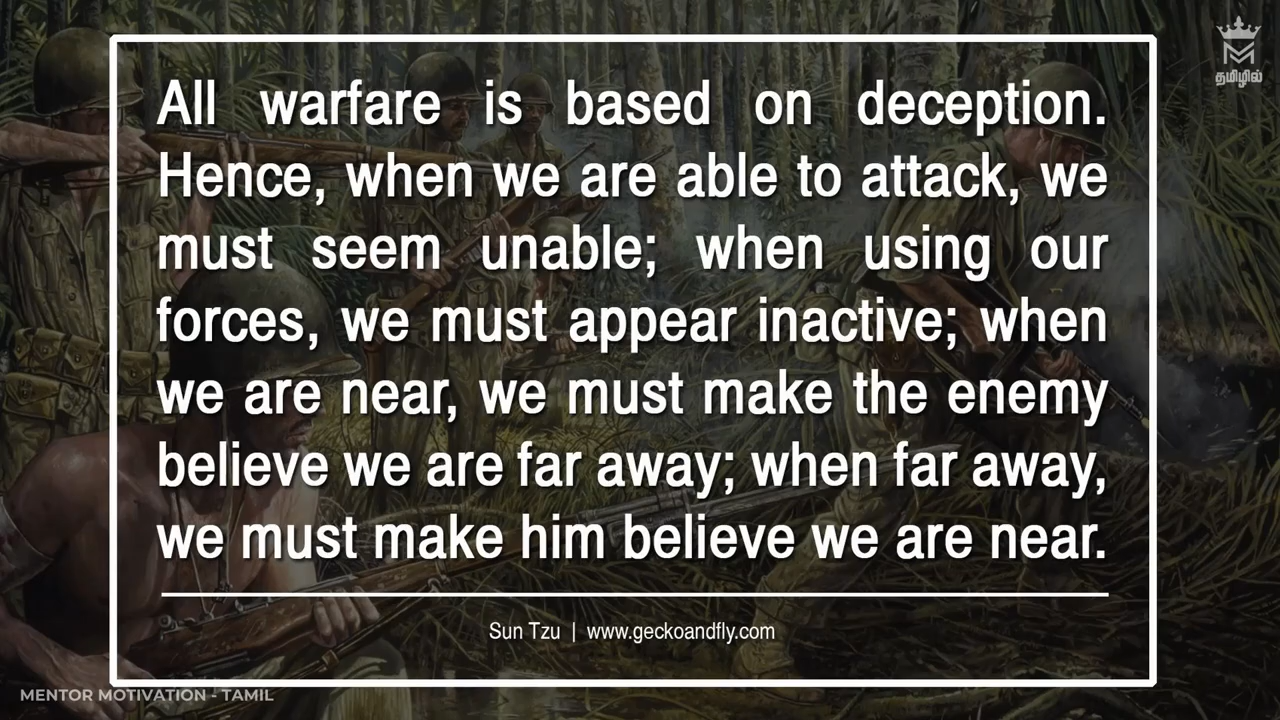 தமிழில்
All warfare is based on deception.
Hence, when we are able to attack, we
must seem unable; when using our
forces, we must appear inactive; when
we are near, we must make the enemy
believe we are far away; when far away,
we must make him believe we are near.
Sun Tzu | www.geckoandfly.com
MENTOR MOTIVATION - TAMIL